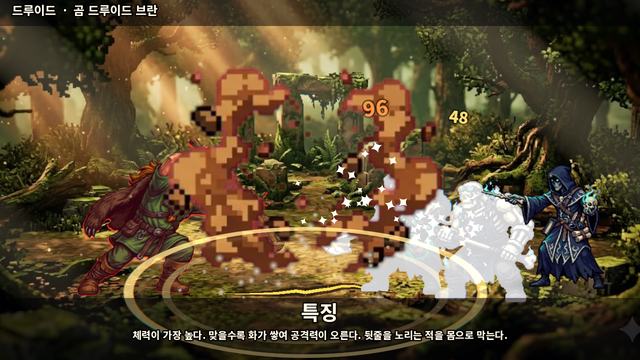 드루이드 · 곰 드루이드 브란
96
48
특징
체력이 가장 높다. 맞을수록 화가 쌓여 공격력이 오른다. 뒷줄을 노리는 적을 몸으로 막는다.